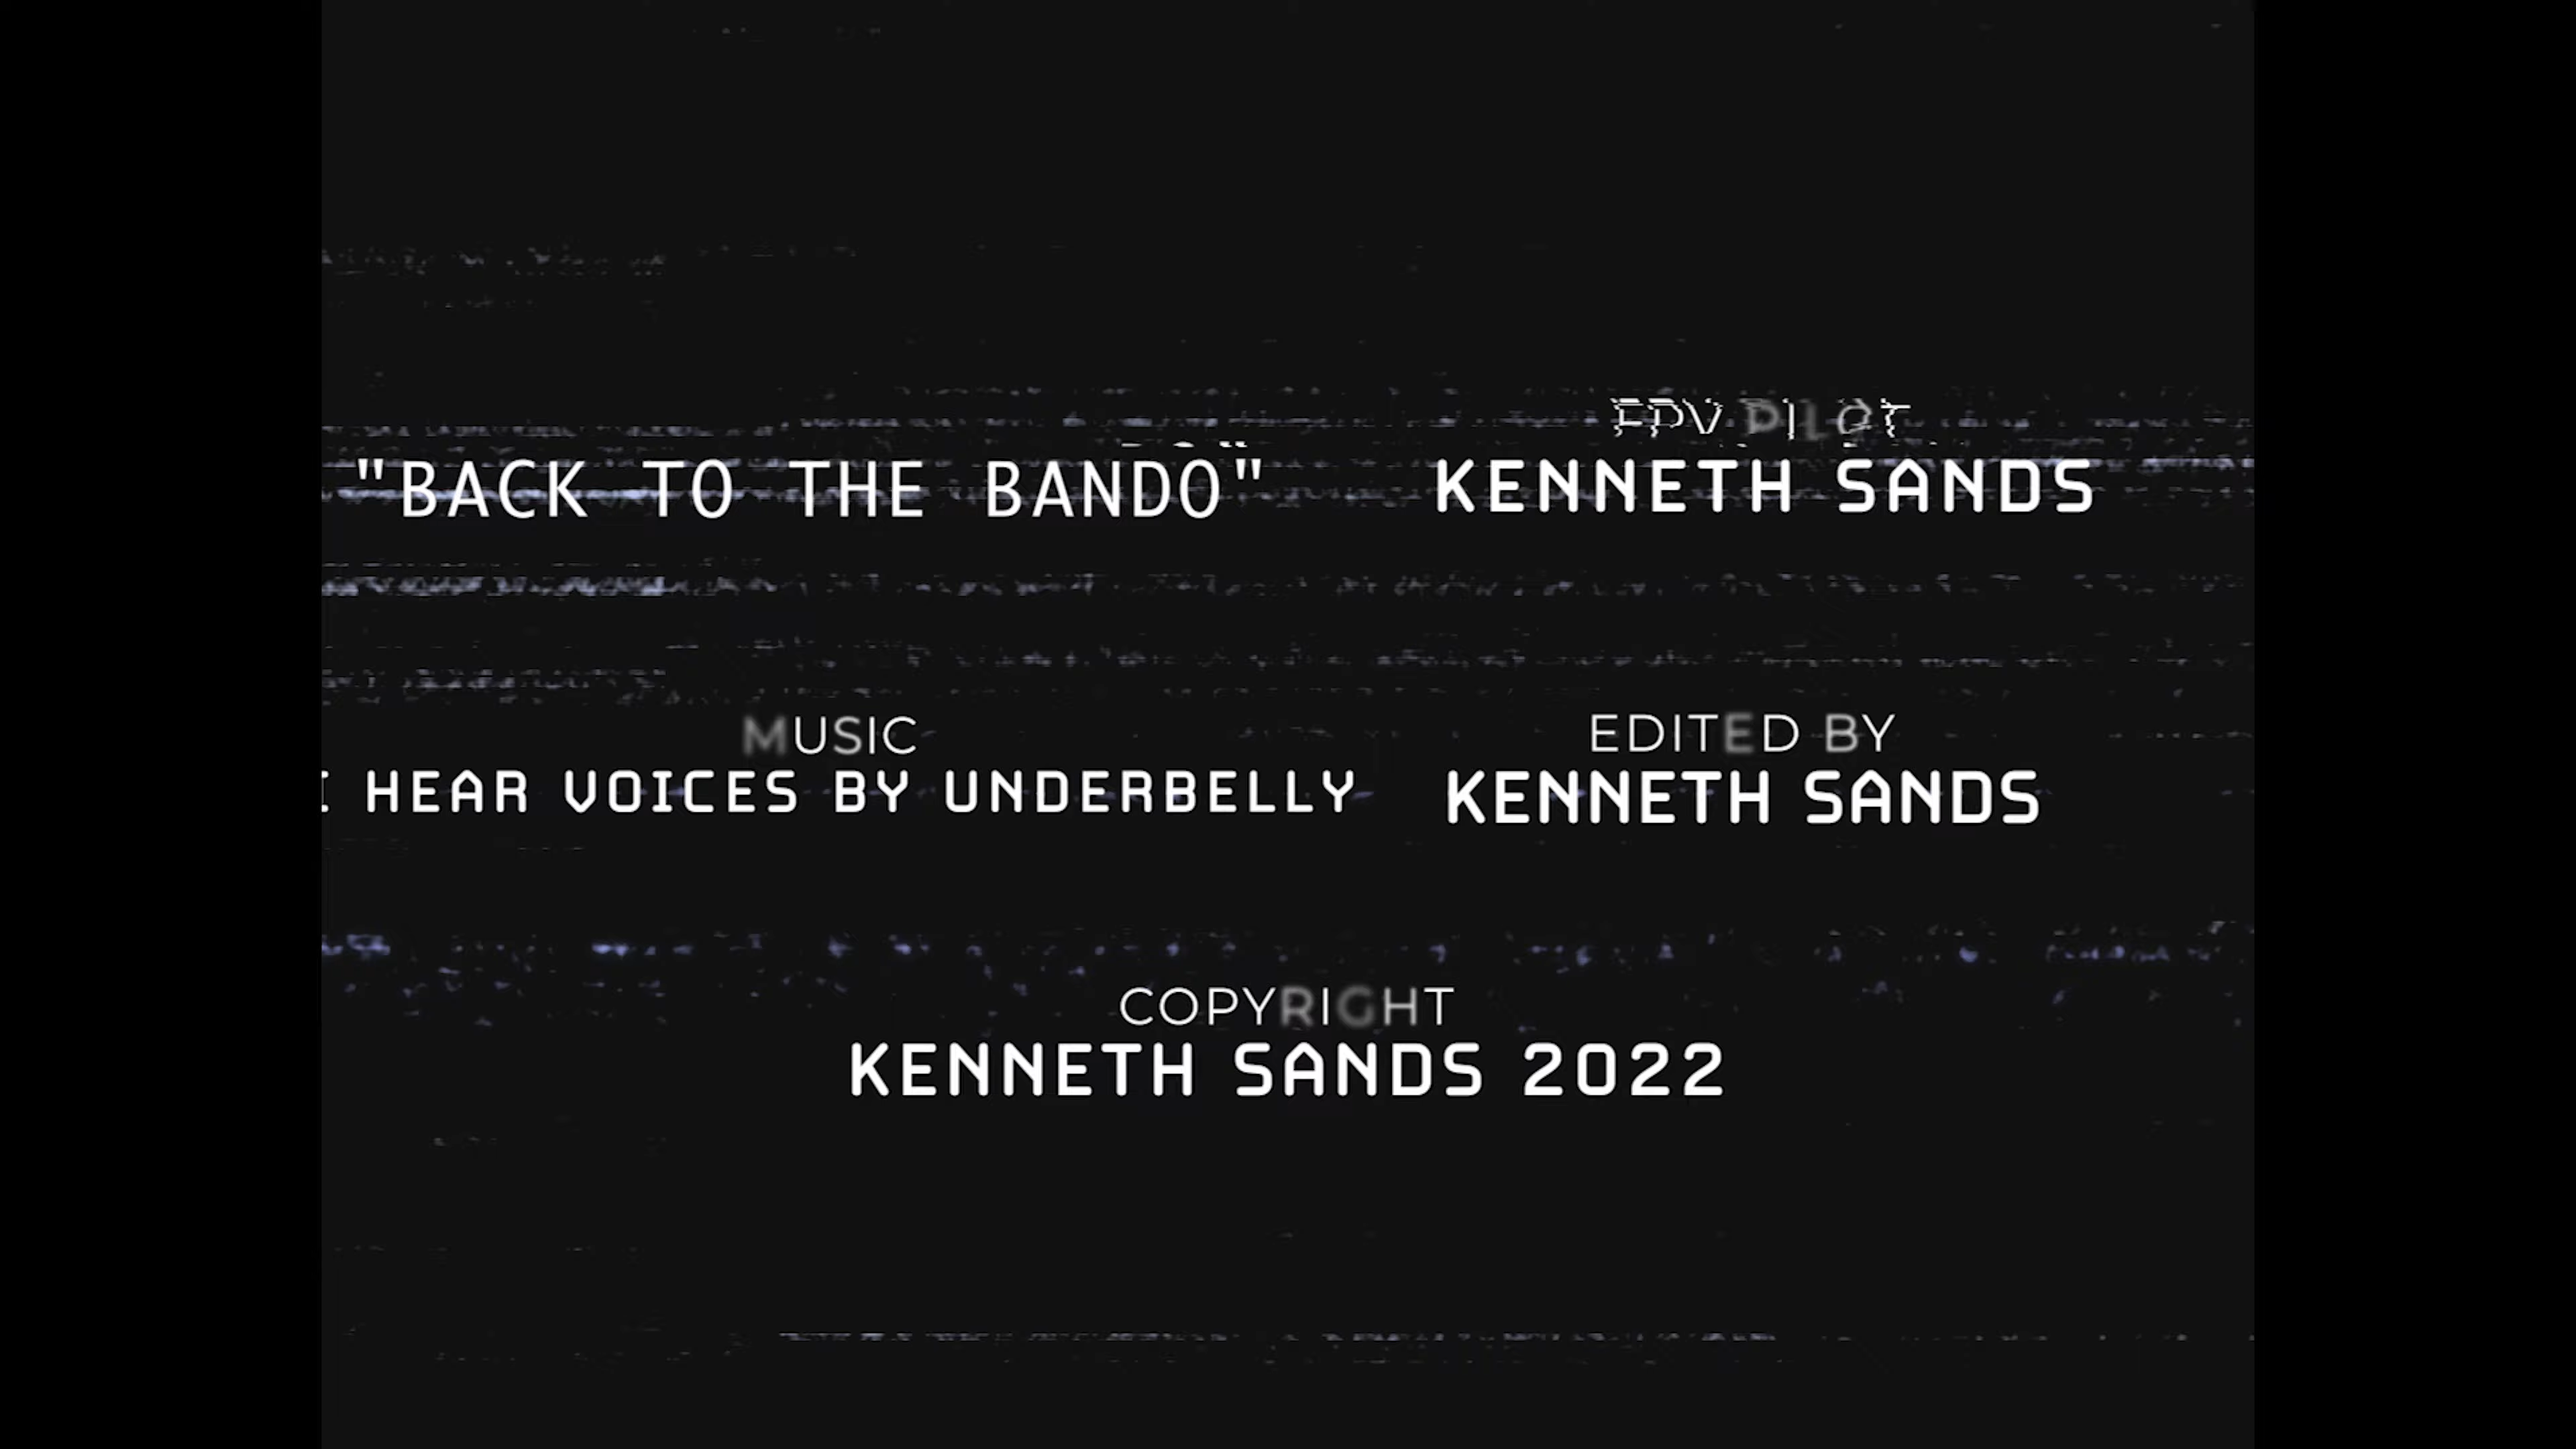 "BACK TO THE BANDO"
FPV PILOT
KENNETH SANDS
MUSIC
I HEAR VOICES BY UNDERBELLY
EDITED BY
KENNETH SANDS
COPYRIGHT
KENNETH SANDS 2022